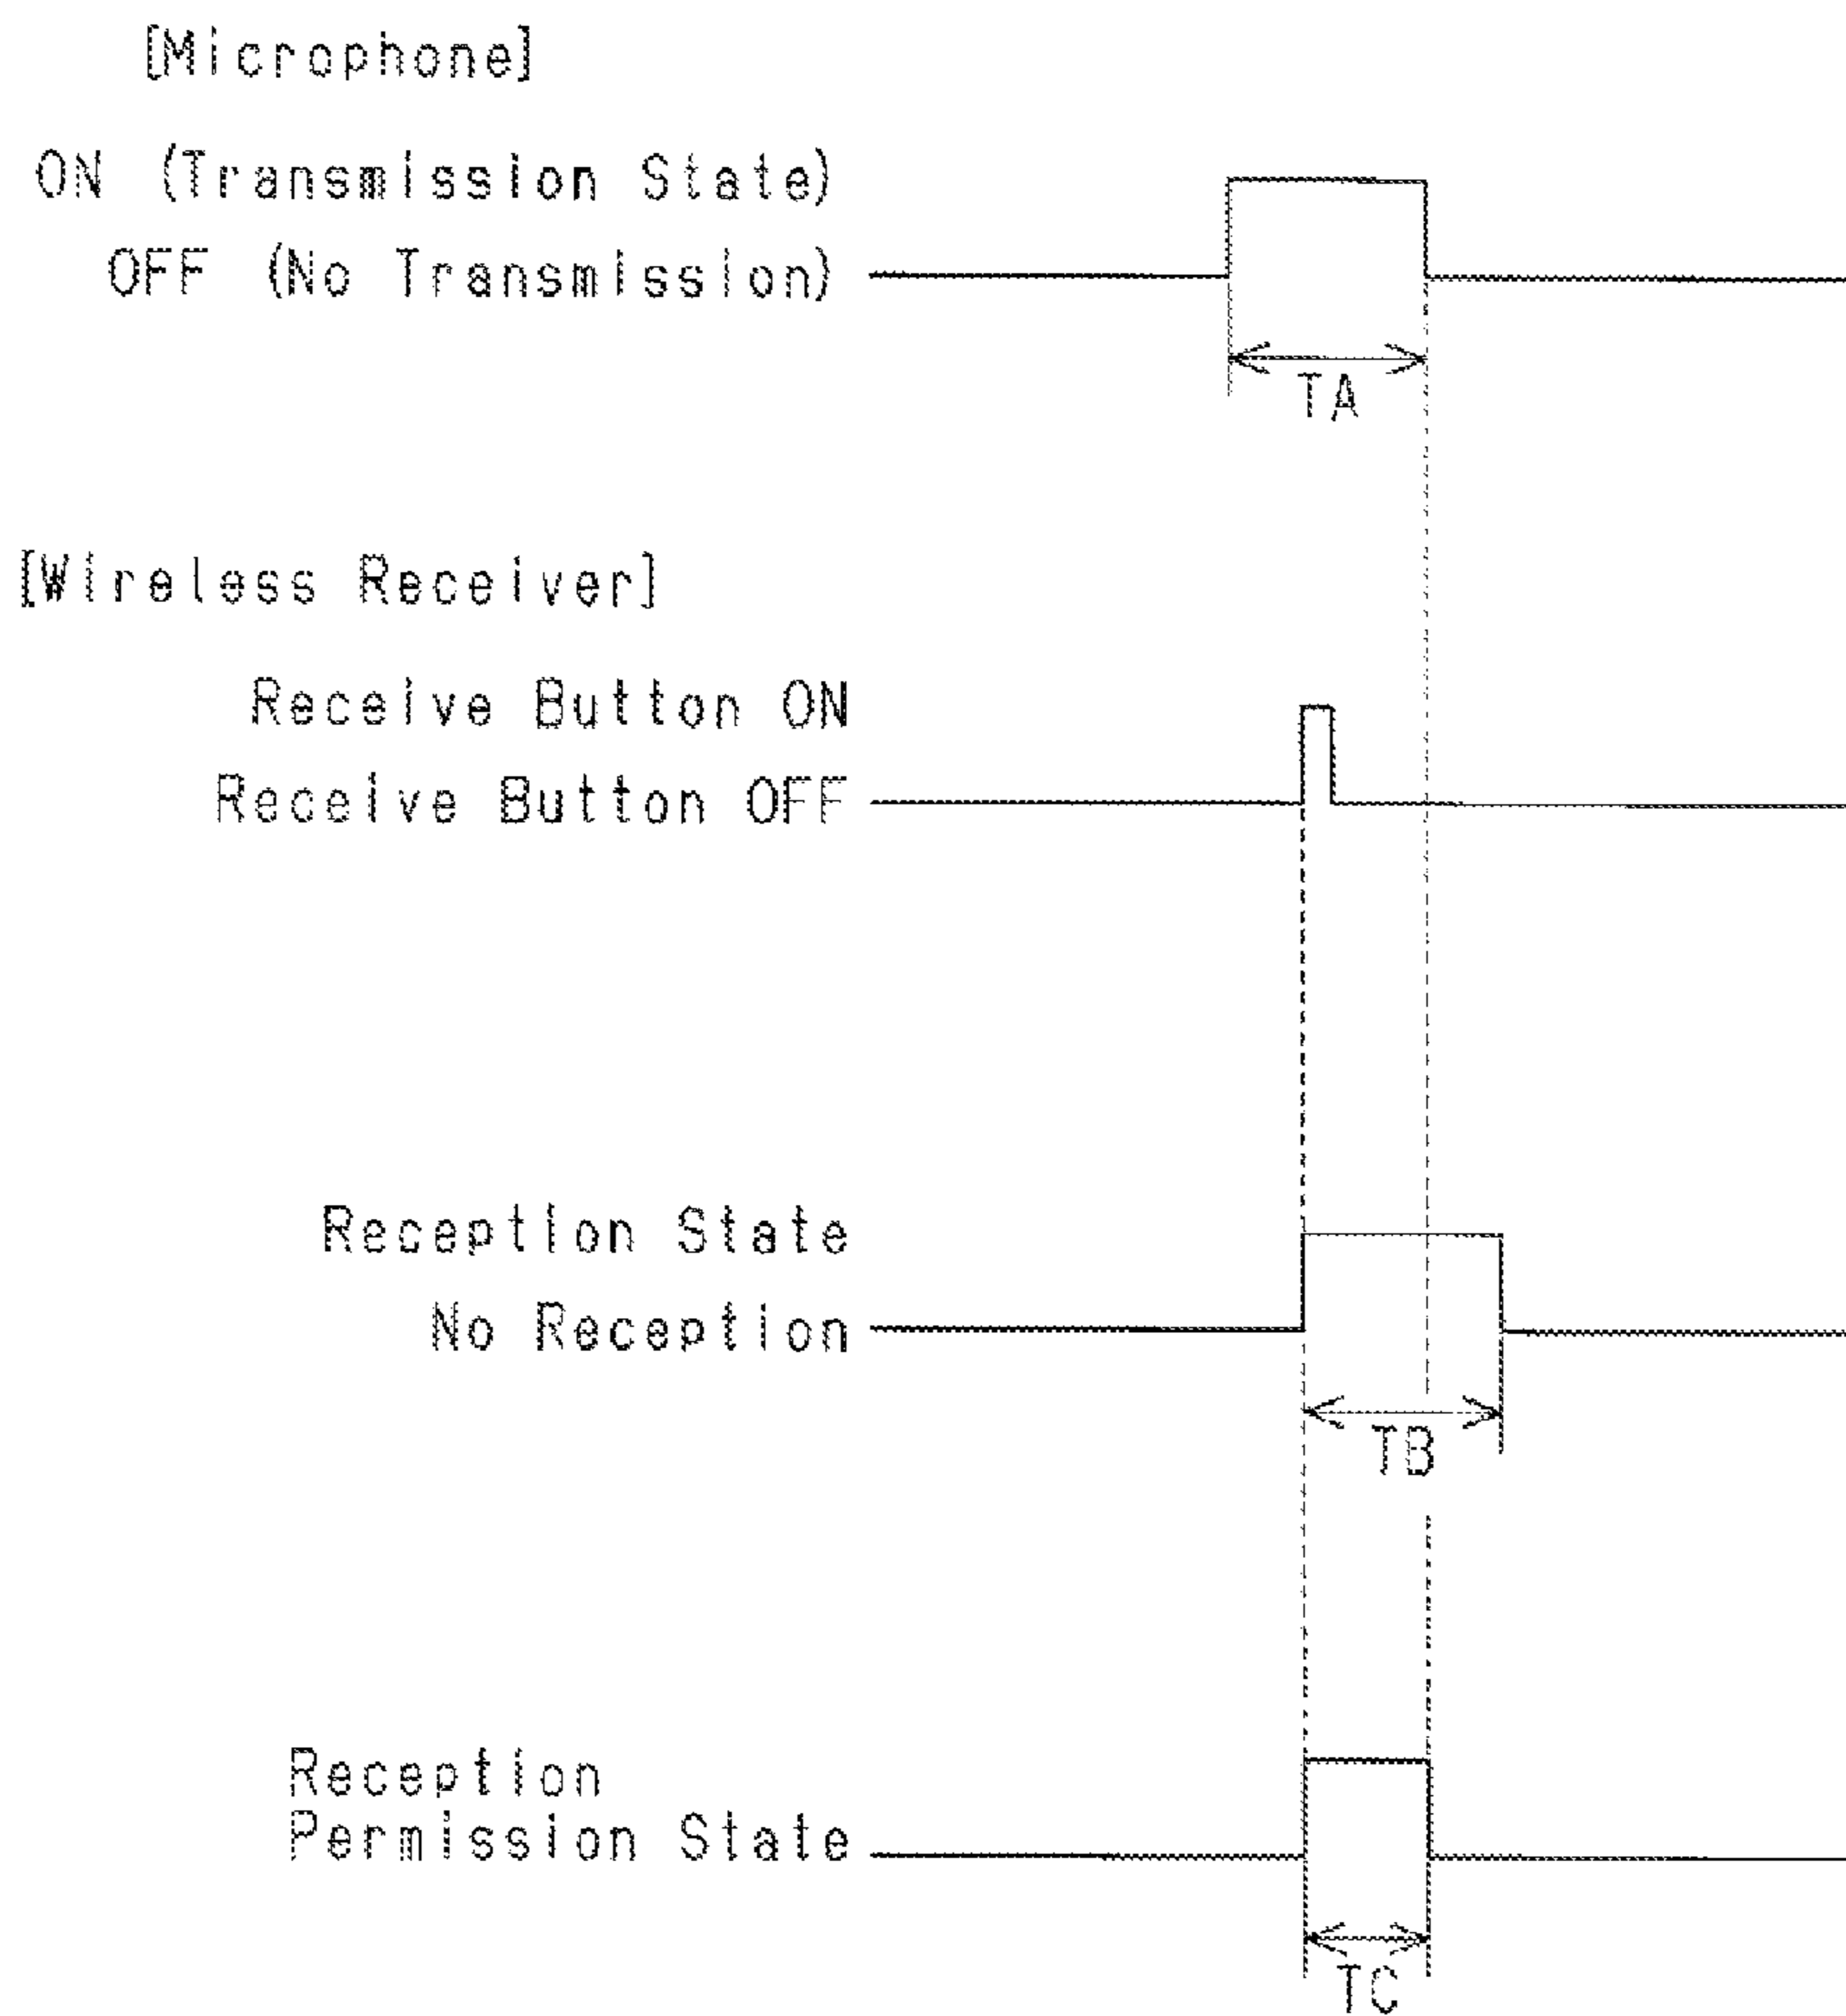 [Microphone]
ON (Transmission State)
OFF (No Transmission)
TA
[Wireless Receiver]
Receive Button ON
Receive Button OFF
Reception State
No Reception
TB
Reception
Permission State
TC